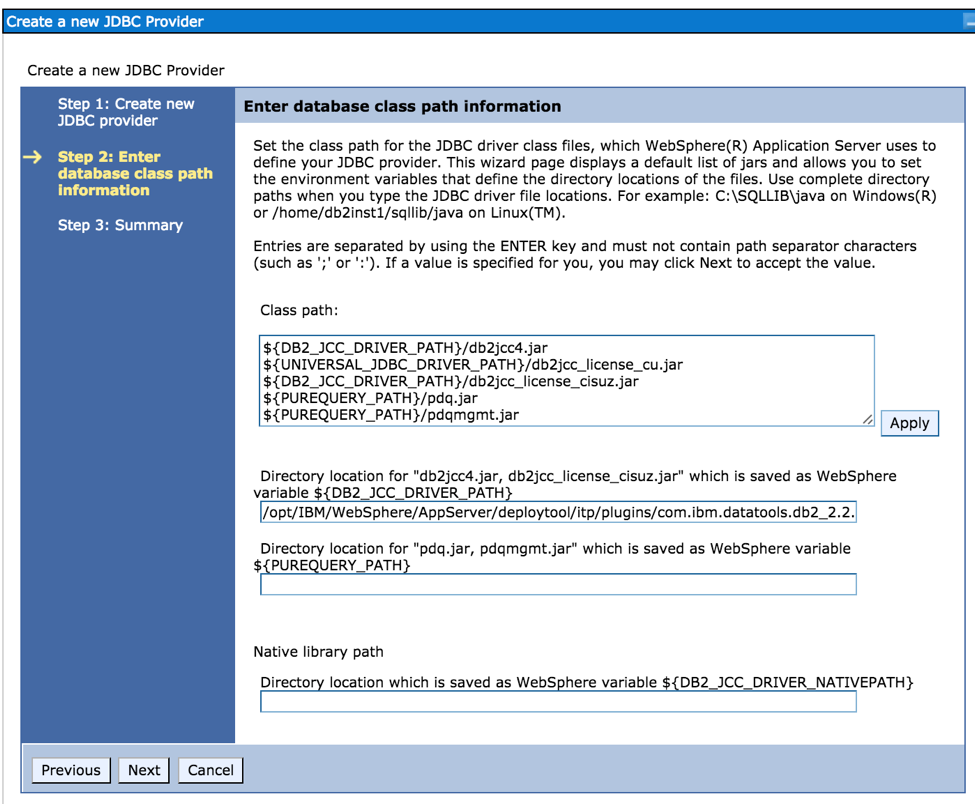 Create a new JDBC Provider
Create a new JDBC Provider
Step 1: Create new
JDBC provider
Step 2: Enter
database class path
information
Step 3: Summary
Enter database class path information
Set the class path for the JDBC driver class files, which WebSphere(R) Application Server uses to
define your JDBC provider. This wizard page displays a default list of jars and allows you to set
the environment variables that define the directory locations of the files. Use complete directory
paths when you type the JDBC driver file locations. For example: C:\SQLLIB\java on Windows(R)
or /home/db2inst1/sqllib/java on Linux(TM).
Entries are separated by using the ENTER key and must not contain path separator characters
(such as ';' or ':'). If a value is specified for you, you may click Next to accept the value.
Class path:
${DB2_JCC_DRIVER_PATH}/db2jcc4.jar
${UNIVERSAL_JDBC_DRIVER_PATH}/db2jcc_license_cu.jar
${DB2_JCC_DRIVER_PATH}/db2jcc_license_cisuz.jar
${PUREQUERY_PATH}/pdq.jar
${PUREQUERY_PATH}/pdqmgmt.jar
Apply
Directory location for "db2jcc4.jar, db2jcc_license_cisuz.jar" which is saved as WebSphere
variable ${DB2_JCC_DRIVER_PATH}
/opt/IBM/WebSphere/AppServer/deploytool/itp/plugins/com.ibm.datatools.db2_2.2.
Directory location for "pdq.jar, pdqmgmt.jar" which is saved as WebSphere variable
${PUREQUERY_PATH}
Native library path
Directory location which is saved as WebSphere variable ${DB2_JCC_DRIVER_NATIVEPATH}
Previous Next Cancel